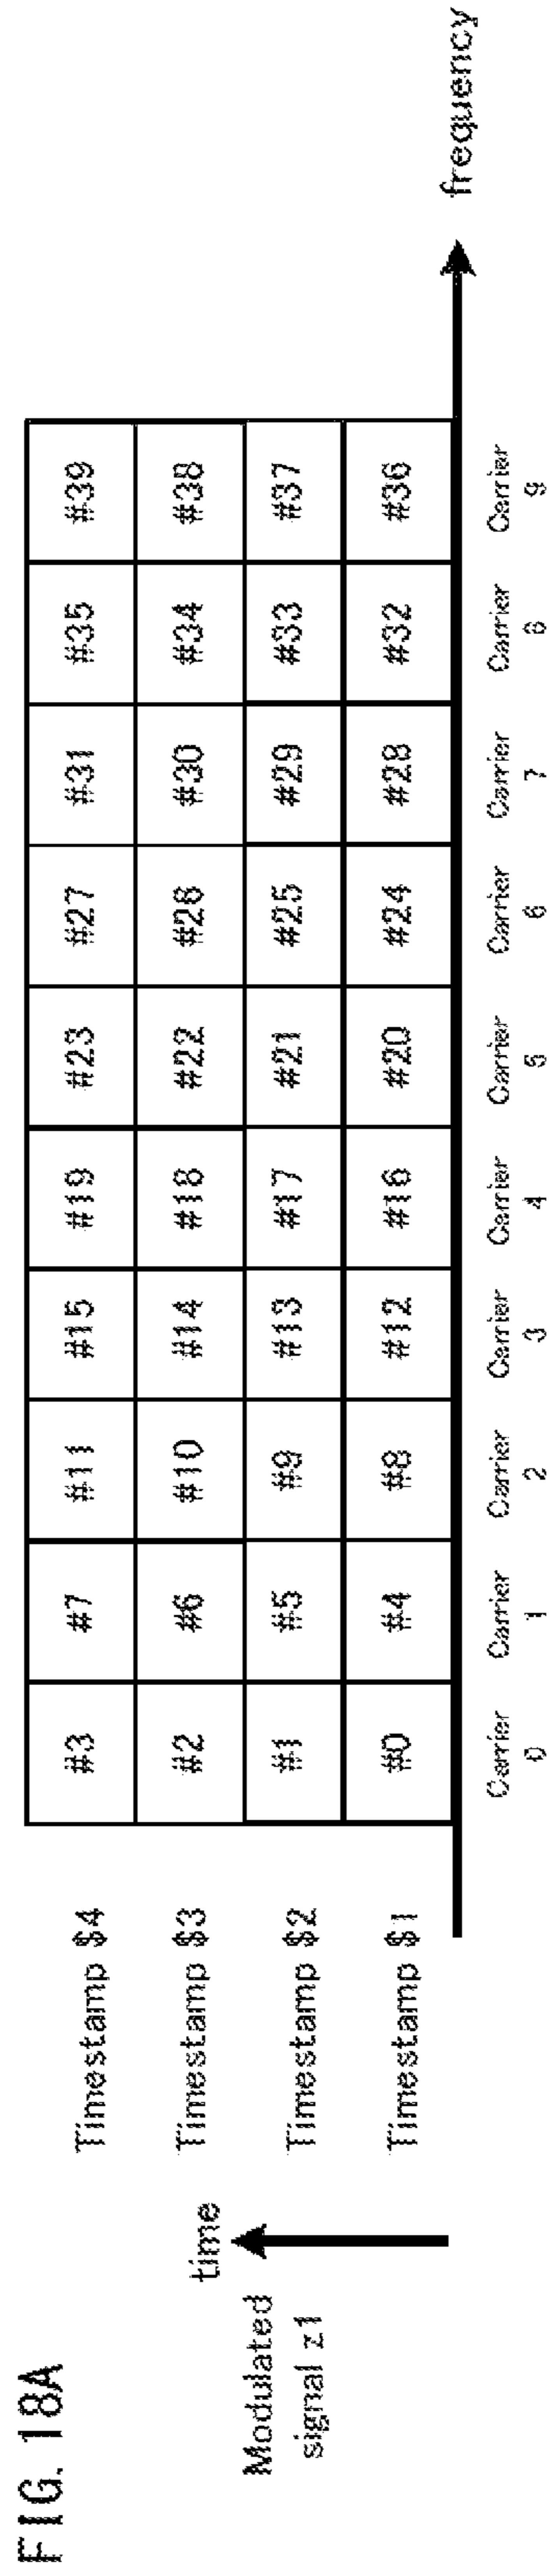 FIG. 18A
Modulated
signal z1
time
Timestamp $4
#3 #7 #11 #15 #19 #23 #27 #31 #35 #39
Timestamp $3
#2 #6 #10 #14 #18 #22 #26 #30 #34 #38
Timestamp $2
#1 #5 #9 #13 #17 #21 #25 #29 #33 #37
Timestamp $1
#0 #4 #8 #12 #16 #20 #24 #28 #32 #36
Carrier Carrier Carrier Carrier Carrier Carrier Carrier Carrier Carrier Carrier
0 1 2 3 4 5 6 7 8 9
frequency